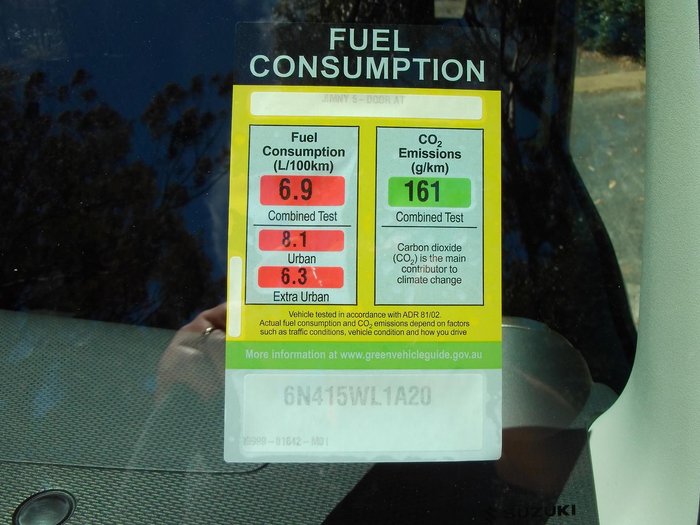 FUEL
CONSUMPTION
JIMNY 5-DOOR AT
Fuel
Consumption
(L/100km)
6.9
Combined Test
8.1
Urban
6.3
Extra Urban
CO₂
Emissions
(g/km)
161
Combined Test
Carbon dioxide
(CO₂) is the main
contributor to
climate change
Vehicle tested in accordance with ADR 81/02.
Actual fuel consumption and CO₂ emissions depend on factors
such as traffic conditions, vehicle condition and how you drive
More information at www.greenvehicleguide.gov.au
6N415WL1A20
SUZUKI